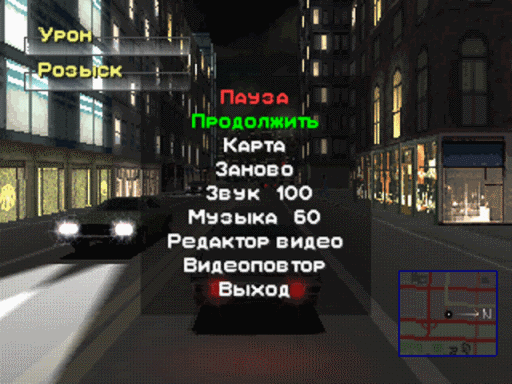 Урон
Розыск
Пауза
Продолжить
Карта
Заново
Звук 100
Музыка 60
Редактор видео
Видеоповтор
Выход
N